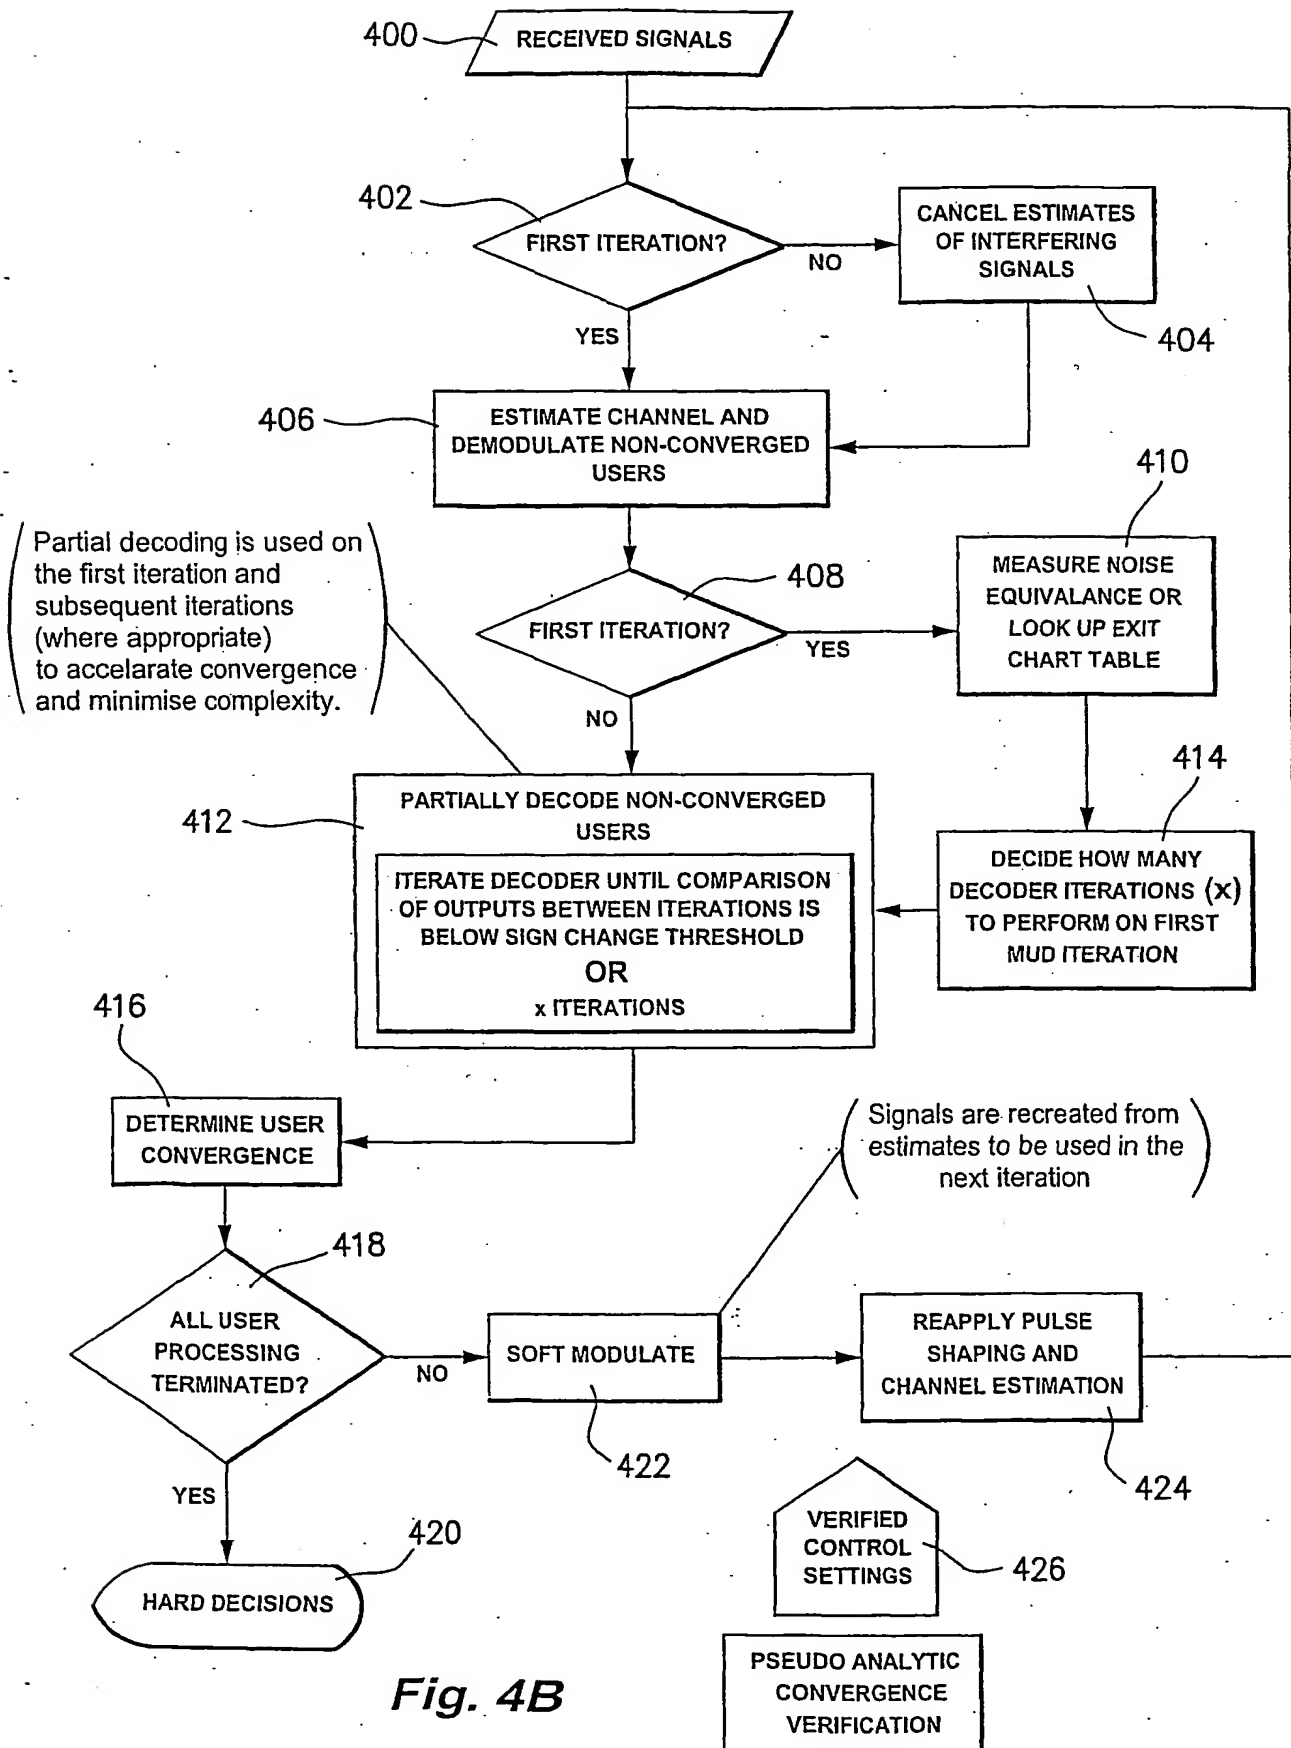 400
RECEIVED SIGNALS
402
FIRST ITERATION?
NO
CANCEL ESTIMATES
OF INTERFERING
SIGNALS
404
YES
406
ESTIMATE CHANNEL AND
DEMODULATE NON-CONVERGED
USERS
410
Partial decoding is used on
the first iteration and
subsequent iterations
(where appropriate)
to accelarate convergence
and minimise complexity.
408
FIRST ITERATION?
YES
MEASURE NOISE
EQUIVALANCE OR
LOOK UP EXIT
CHART TABLE
NO
414
412
PARTIALLY DECODE NON-CONVERGED
USERS
ITERATE DECODER UNTIL COMPARISON
OF OUTPUTS BETWEEN ITERATIONS IS
BELOW SIGN CHANGE THRESHOLD
OR
x ITERATIONS
DECIDE HOW MANY
DECODER ITERATIONS (x)
TO PERFORM ON FIRST
MUD ITERATION
416
DETERMINE USER
CONVERGENCE
Signals are recreated from
estimates to be used in the
next iteration
418
ALL USER
PROCESSING
TERMINATED?
NO
SOFT MODULATE
422
REAPPLY PULSE
SHAPING AND
CHANNEL ESTIMATION
424
YES
420
HARD DECISIONS
VERIFIED
CONTROL
SETTINGS
426
PSEUDO ANALYTIC
CONVERGENCE
VERIFICATION
Fig. 4B